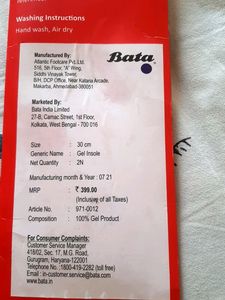 Washing Instructions
Hand wash, Air dry
Manufactured By:
Atlantic Footcare Pvt. Ltd.
516, 5th Floor, "A" Wing,
Siddhi Vinayak Tower,
B/H, DCP Office, Near Katana Arcade,
Makarba, Ahmedabad-380051
Bata
Marketed By:
Bata India Limited
27-B, Camac Street, 1st Floor,
Kolkata, West Bengal - 700 016
Size : 30 cm
Generic Name : Gel Insole
Net Quantity : 2N
Manufacturing month & Year : 07 21
MRP : ₹ 399.00
(Inclusive of all Taxes)
Article No. : 971-0012
Composition : 100% Gel Product
For Consumer Complaints:
Customer Service Manager
418/02, Sec. 17, M.G. Road,
Gurugram, Haryana-122001
Telephone No. :1800-419-2282 (toll free)
Email : in-customer.service@bata.com
www.bata.in